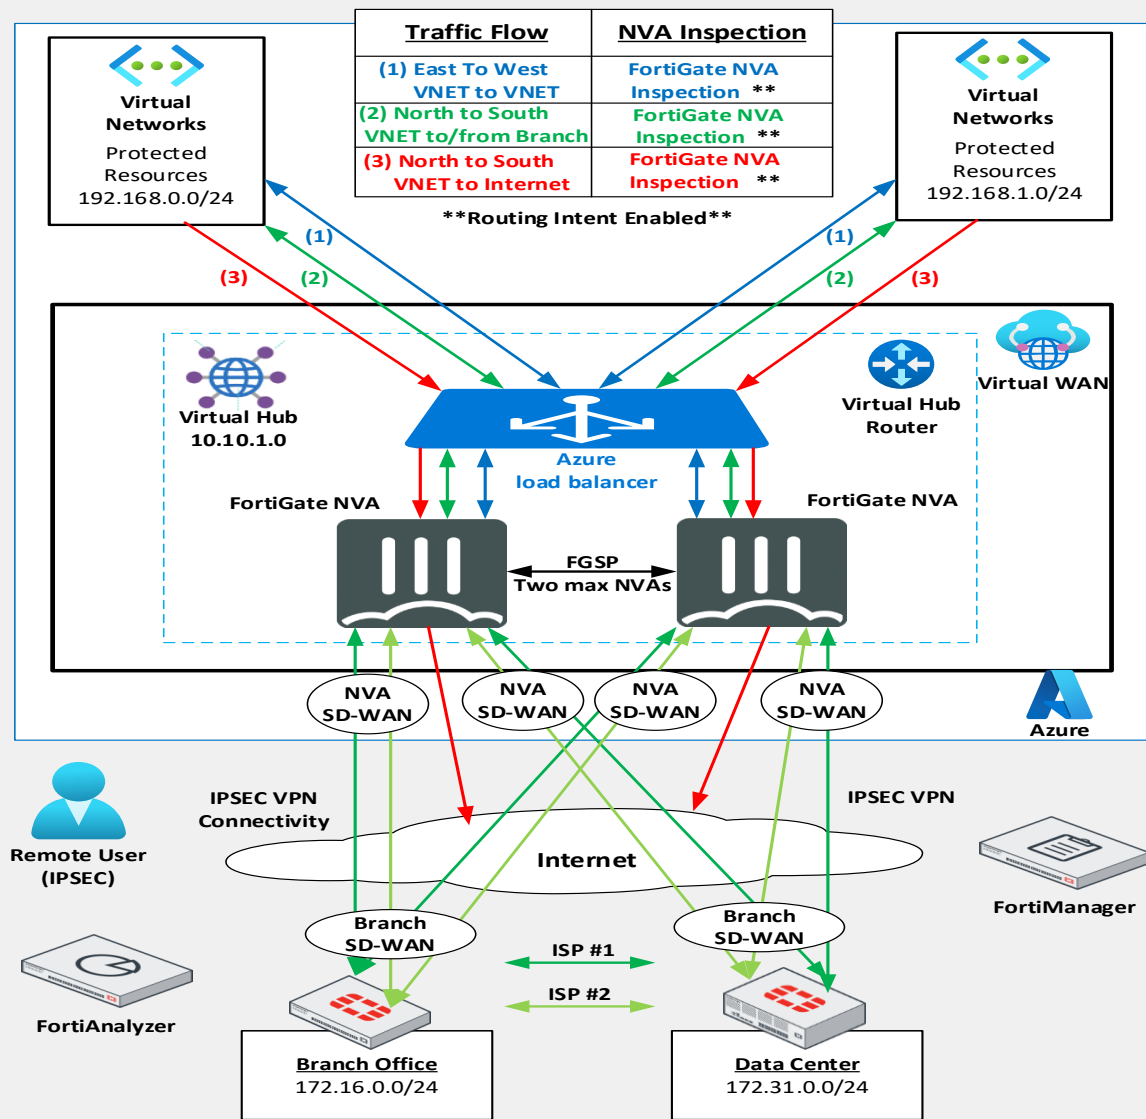 Traffic Flow
NVA Inspection
(1) East To West
VNET to VNET
FortiGate NVA
Inspection **
(2) North to South
VNET to/from Branch
FortiGate NVA
Inspection **
(3) North to South
VNET to Internet
FortiGate NVA
Inspection **
**Routing Intent Enabled**
Virtual
Networks
Protected
Resources
192.168.0.0/24
Virtual
Networks
Protected
Resources
192.168.1.0/24
(1)
(2)
(3)
(1)
(2)
(3)
Virtual Hub
10.10.1.0
Virtual WAN
Virtual Hub
Router
Azure
load balancer
FortiGate NVA
FortiGate NVA
FGSP
Two max NVAs
NVA
SD-WAN
NVA
SD-WAN
NVA
SD-WAN
NVA
SD-WAN
Azure
Remote User
(IPSEC)
IPSEC VPN
Connectivity
IPSEC VPN
Internet
FortiManager
Branch
SD-WAN
Branch
SD-WAN
ISP #1
ISP #2
FortiAnalyzer
Branch Office
172.16.0.0/24
Data Center
172.31.0.0/24